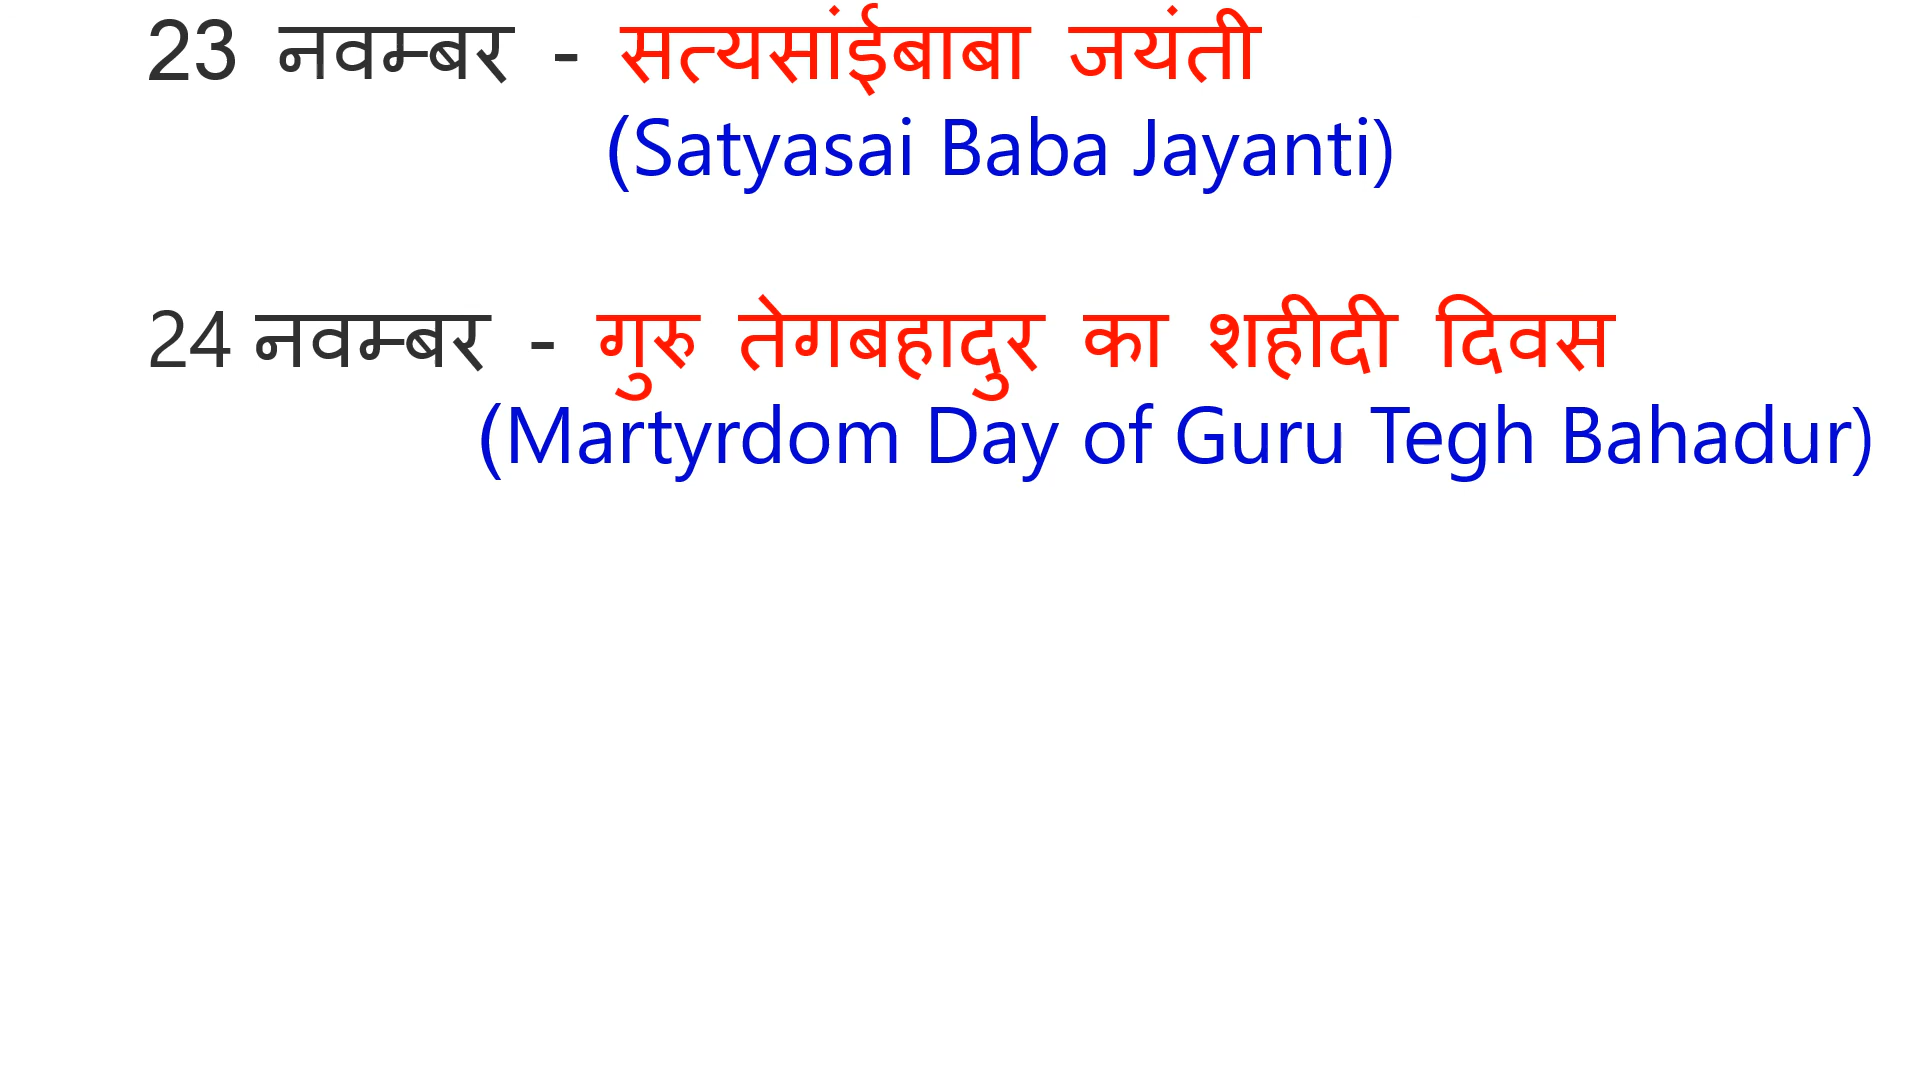 23 नवम्बर - सत्यसांईबाबा जयंती
(Satyasai Baba Jayanti)
24 नवम्बर - गुरु तेगबहादुर का शहीदी दिवस
(Martyrdom Day of Guru Tegh Bahadur)